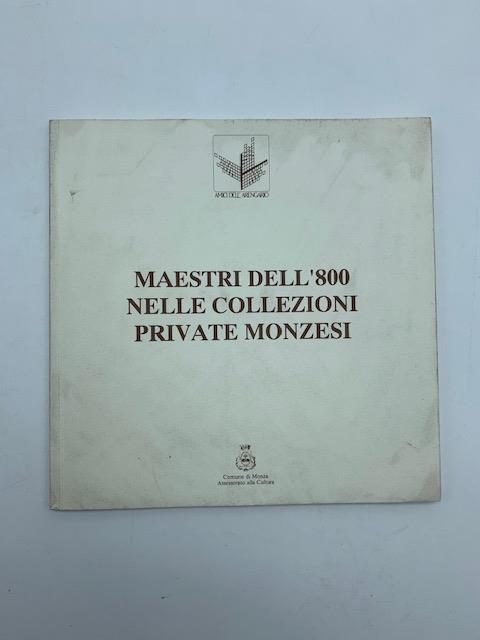 AMICI DELL'ARENGARIO
MAESTRI DELL'800
NELLE COLLEZIONI
PRIVATE MONZESI
Comune di Monza
Assessorato alla Cultura